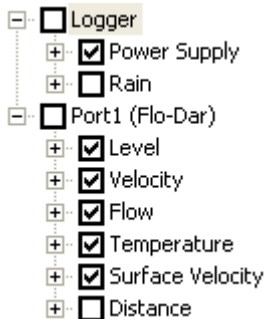 Logger
Power Supply
Rain
Port1 (Flo-Dar)
Level
Velocity
Flow
Temperature
Surface Velocity
Distance